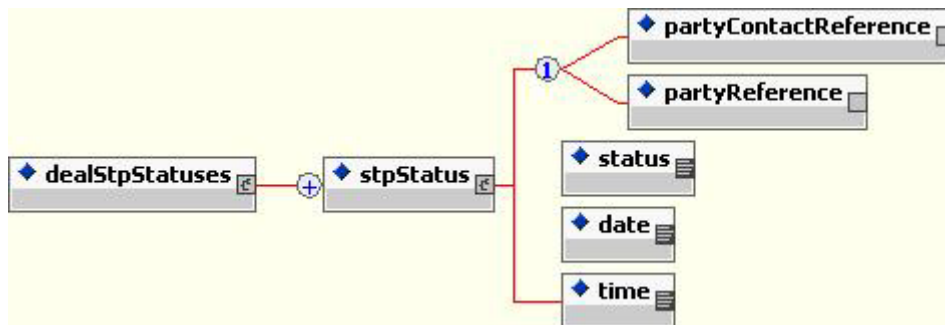 partyContactReference
1
partyReference
dealStpStatuses
+
stpStatus
status
date
time